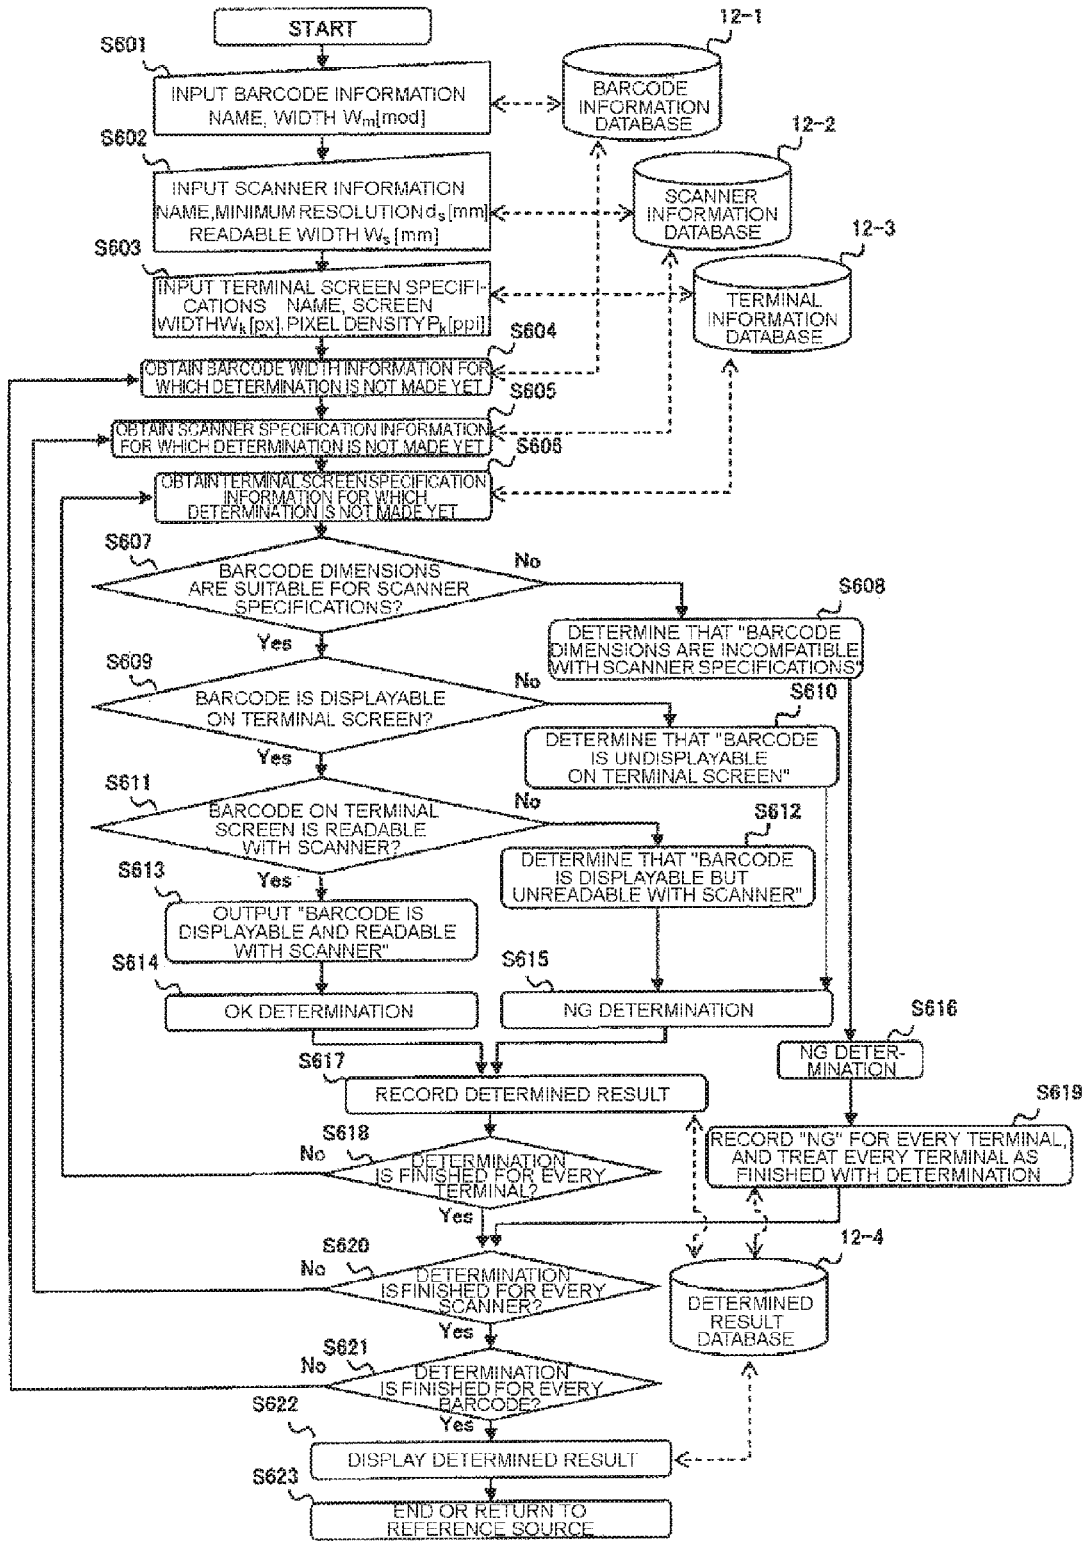 START
S601
INPUT BARCODE INFORMATION
NAME, WIDTH Wm[mod]
12-1
BARCODE
INFORMATION
DATABASE
S602
INPUT SCANNER INFORMATION
NAME, MINIMUM RESOLUTION ds[mm]
READABLE WIDTH Ws[mm]
12-2
SCANNER
INFORMATION
DATABASE
S603
INPUT TERMINAL SCREEN SPECIFI-
CATIONS NAME, SCREEN
WIDTH Wk[px], PIXEL DENSITY Pk[ppi]
12-3
TERMINAL
INFORMATION
DATABASE
S604
OBTAIN BARCODE WIDTH INFORMATION FOR
WHICH DETERMINATION IS NOT MADE YET
S605
OBTAIN SCANNER SPECIFICATION INFORMATION
FOR WHICH DETERMINATION IS NOT MADE YET
S606
OBTAIN TERMINAL SCREEN SPECIFICATION
INFORMATION FOR WHICH
DETERMINATION IS NOT MADE YET
S607
BARCODE DIMENSIONS
ARE SUITABLE FOR SCANNER
SPECIFICATIONS?
No
Yes
S608
DETERMINE THAT "BARCODE
DIMENSIONS ARE INCOMPATIBLE
WITH SCANNER SPECIFICATIONS"
S609
BARCODE IS DISPLAYABLE
ON TERMINAL SCREEN?
No
Yes
S610
DETERMINE THAT "BARCODE
IS UNDISPLAYABLE
ON TERMINAL SCREEN"
S611
BARCODE ON TERMINAL
SCREEN IS READABLE
WITH SCANNER?
No
Yes
S612
DETERMINE THAT "BARCODE
IS DISPLAYABLE BUT
UNREADABLE WITH SCANNER"
S613
OUTPUT "BARCODE IS
DISPLAYABLE AND READABLE
WITH SCANNER"
S614
OK DETERMINATION
S615
NG DETERMINATION
S616
NG DETER-
MINATION
S617
RECORD DETERMINED RESULT
S618
DETERMINATION
IS FINISHED FOR EVERY
TERMINAL?
No
Yes
S619
RECORD "NG" FOR EVERY TERMINAL,
AND TREAT EVERY TERMINAL AS
FINISHED WITH DETERMINATION
S620
DETERMINATION
IS FINISHED FOR EVERY
SCANNER?
No
Yes
12-4
DETERMINED
RESULT
DATABASE
S621
DETERMINATION
IS FINISHED FOR EVERY
BARCODE?
No
Yes
S622
DISPLAY DETERMINED RESULT
S623
END OR RETURN TO
REFERENCE SOURCE